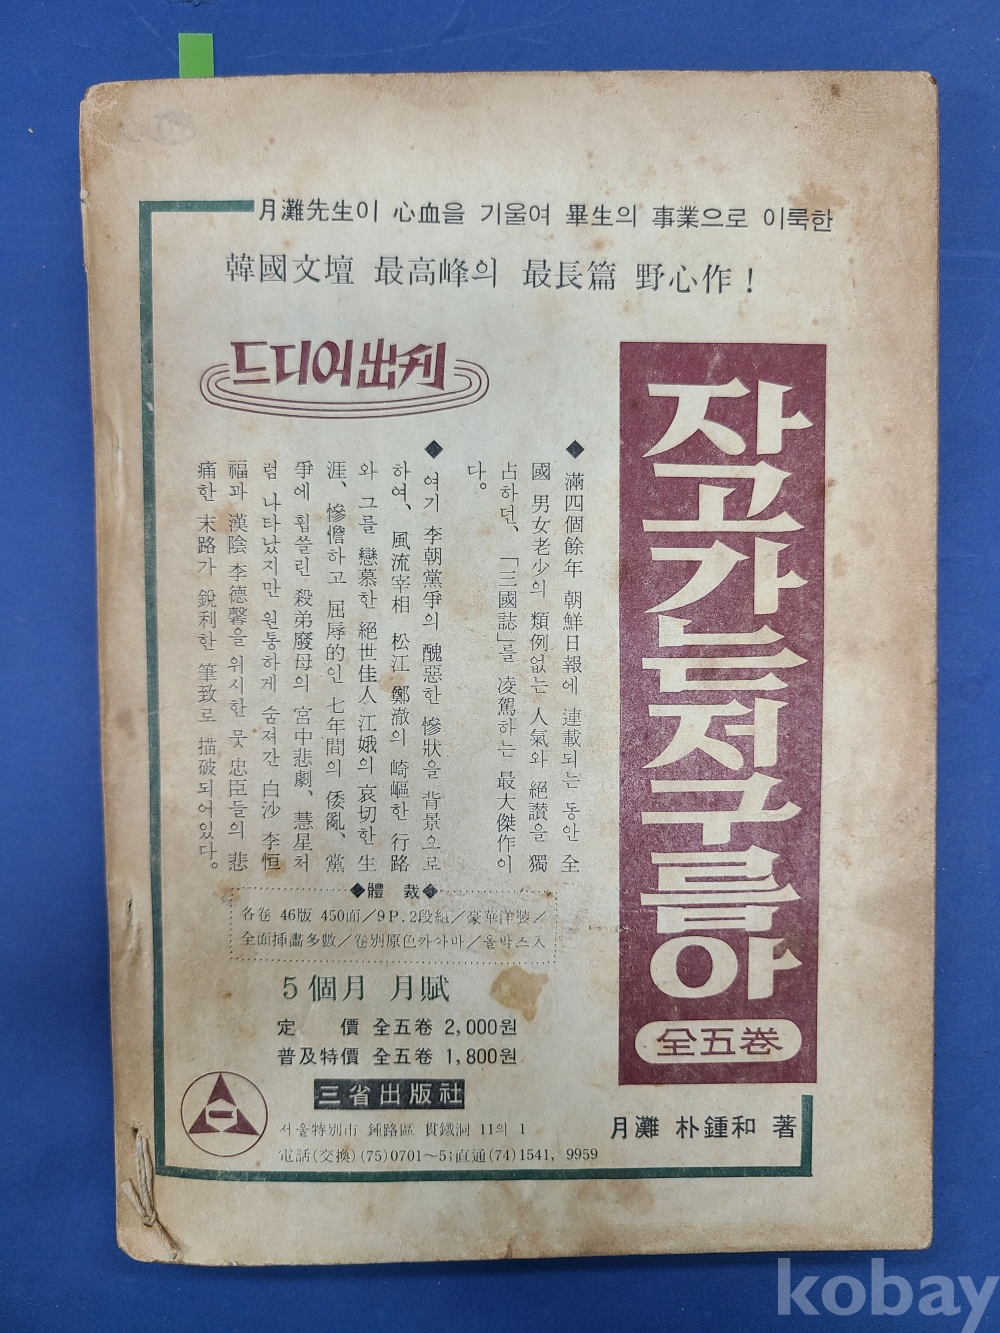 月灘先生이 心血을 기울여 畢生의 事業으로 이룩한
韓國文壇 最高峰의 最長篇 野心作!
드디어出刊
자고가는저구름아
全五卷
月灘 朴鍾和 著
◆ 滿四個餘年 朝鮮日報에 連載되는 동안 全
國 男女老少의 類例없는 人氣와 絕讚을 獨
占하던, 「三國誌」를 凌駕하는 最大傑作이
다。
◆ 여기 李朝黨爭의 醜惡한 慘狀을 背景으로
하여、風流宰相 松江 鄭澈의 崎嶇한 行路
와 그를 戀慕한 絕世佳人 江娥의 哀切한 生
涯、慘憺하고 屈辱的인 七年間의 倭亂、黨
爭에 휩쓸린 殺弟廢母의 宮中悲劇、慧星처
럼 나타났지만 원통하게 숨져간 白沙 李恒
福과 漢陰 李德馨을 위시한 뭇 忠臣들의 悲
痛한 末路가 銳利한 筆致로 描破되어있다。
◆體 裁◆
各卷 46版 450面/9P.2段組/豪華洋裝/
全面挿畵多數/卷別原色카아바/올박스入
5個月 月賦
定 價 全五卷 2,000원
普及特價 全五卷 1,800원
三省出版社
서울特別市 鍾路區 貫鐵洞 11의 1
電話(交換)(75)0701~5;直通(74)1541, 9959
kobay